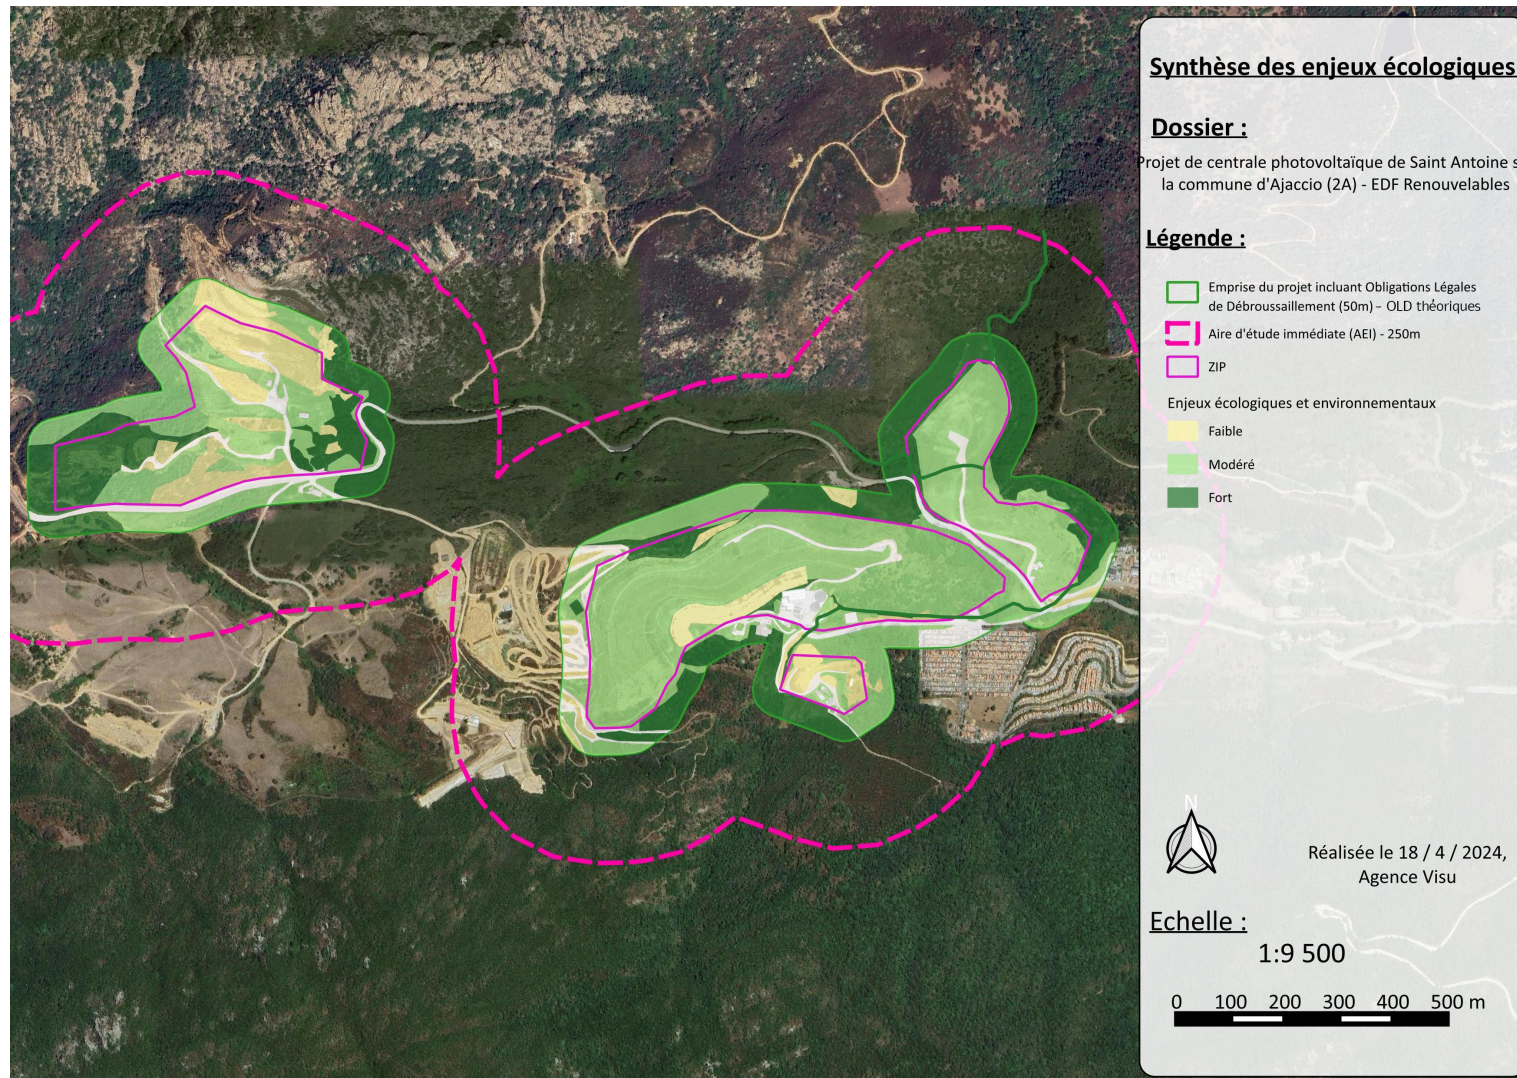 Synthèse des enjeux écologiques
Dossier :
Projet de centrale photovoltaïque de Saint Antoine s
la commune d'Ajaccio (2A) - EDF Renouvelables
Légende :
Emprise du projet incluant Obligations Légales
de Débroussaillement (50m) – OLD théoriques
Aire d'étude immédiate (AEI) - 250m
ZIP
Enjeux écologiques et environnementaux
Faible
Modéré
Fort
N
Réalisée le 18 / 4 / 2024,
Agence Visu
Echelle :
1:9 500
0 100 200 300 400 500 m